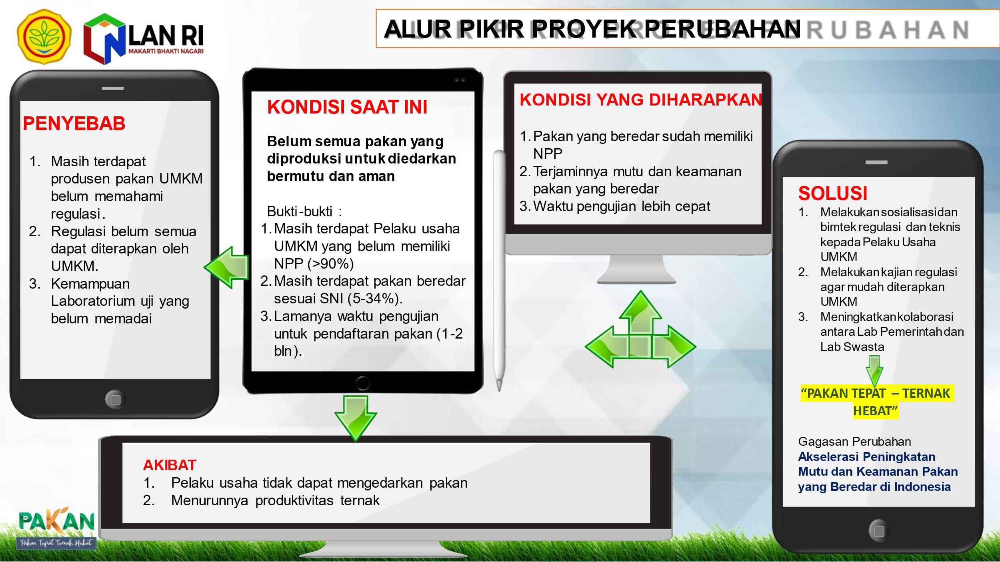 LAN RI
MAKARTI BHAKTI NAGARI
ALUR PIKIR PROYEK PERUBAHAN
PENYEBAB
1. Masih terdapat
produsen pakan UMKM
belum memahami
regulasi.
2. Regulasi belum semua
dapat diterapkan oleh
UMKM.
3. Kemampuan
Laboratorium uji yang
belum memadai
KONDISI SAAT INI
Belum semua pakan yang
diproduksi untuk diedarkan
bermutu dan aman
Bukti-bukti :
1. Masih terdapat Pelaku usaha
UMKM yang belum memiliki
NPP (>90%)
2. Masih terdapat pakan beredar
sesuai SNI (5-34%).
3. Lamanya waktu pengujian
untuk pendaftaran pakan (1-2
bln).
KONDISI YANG DIHARAPKAN
1. Pakan yang beredar sudah memiliki
NPP
2. Terjaminnya mutu dan keamanan
pakan yang beredar
3. Waktu pengujian lebih cepat
SOLUSI
1. Melakukan sosialisasi dan
bimtek regulasi dan teknis
kepada Pelaku Usaha
UMKM
2. Melakukan kajian regulasi
agar mudah diterapkan
UMKM
3. Meningkatkan kolaborasi
antara Lab Pemerintah dan
Lab Swasta
“PAKAN TEPAT – TERNAK
HEBAT”
Gagasan Perubahan
Akselerasi Peningkatan
Mutu dan Keamanan Pakan
yang Beredar di Indonesia
AKIBAT
1. Pelaku usaha tidak dapat mengedarkan pakan
2. Menurunnya produktivitas ternak
PAKAN
Pakan Tepat Ternak Hebat